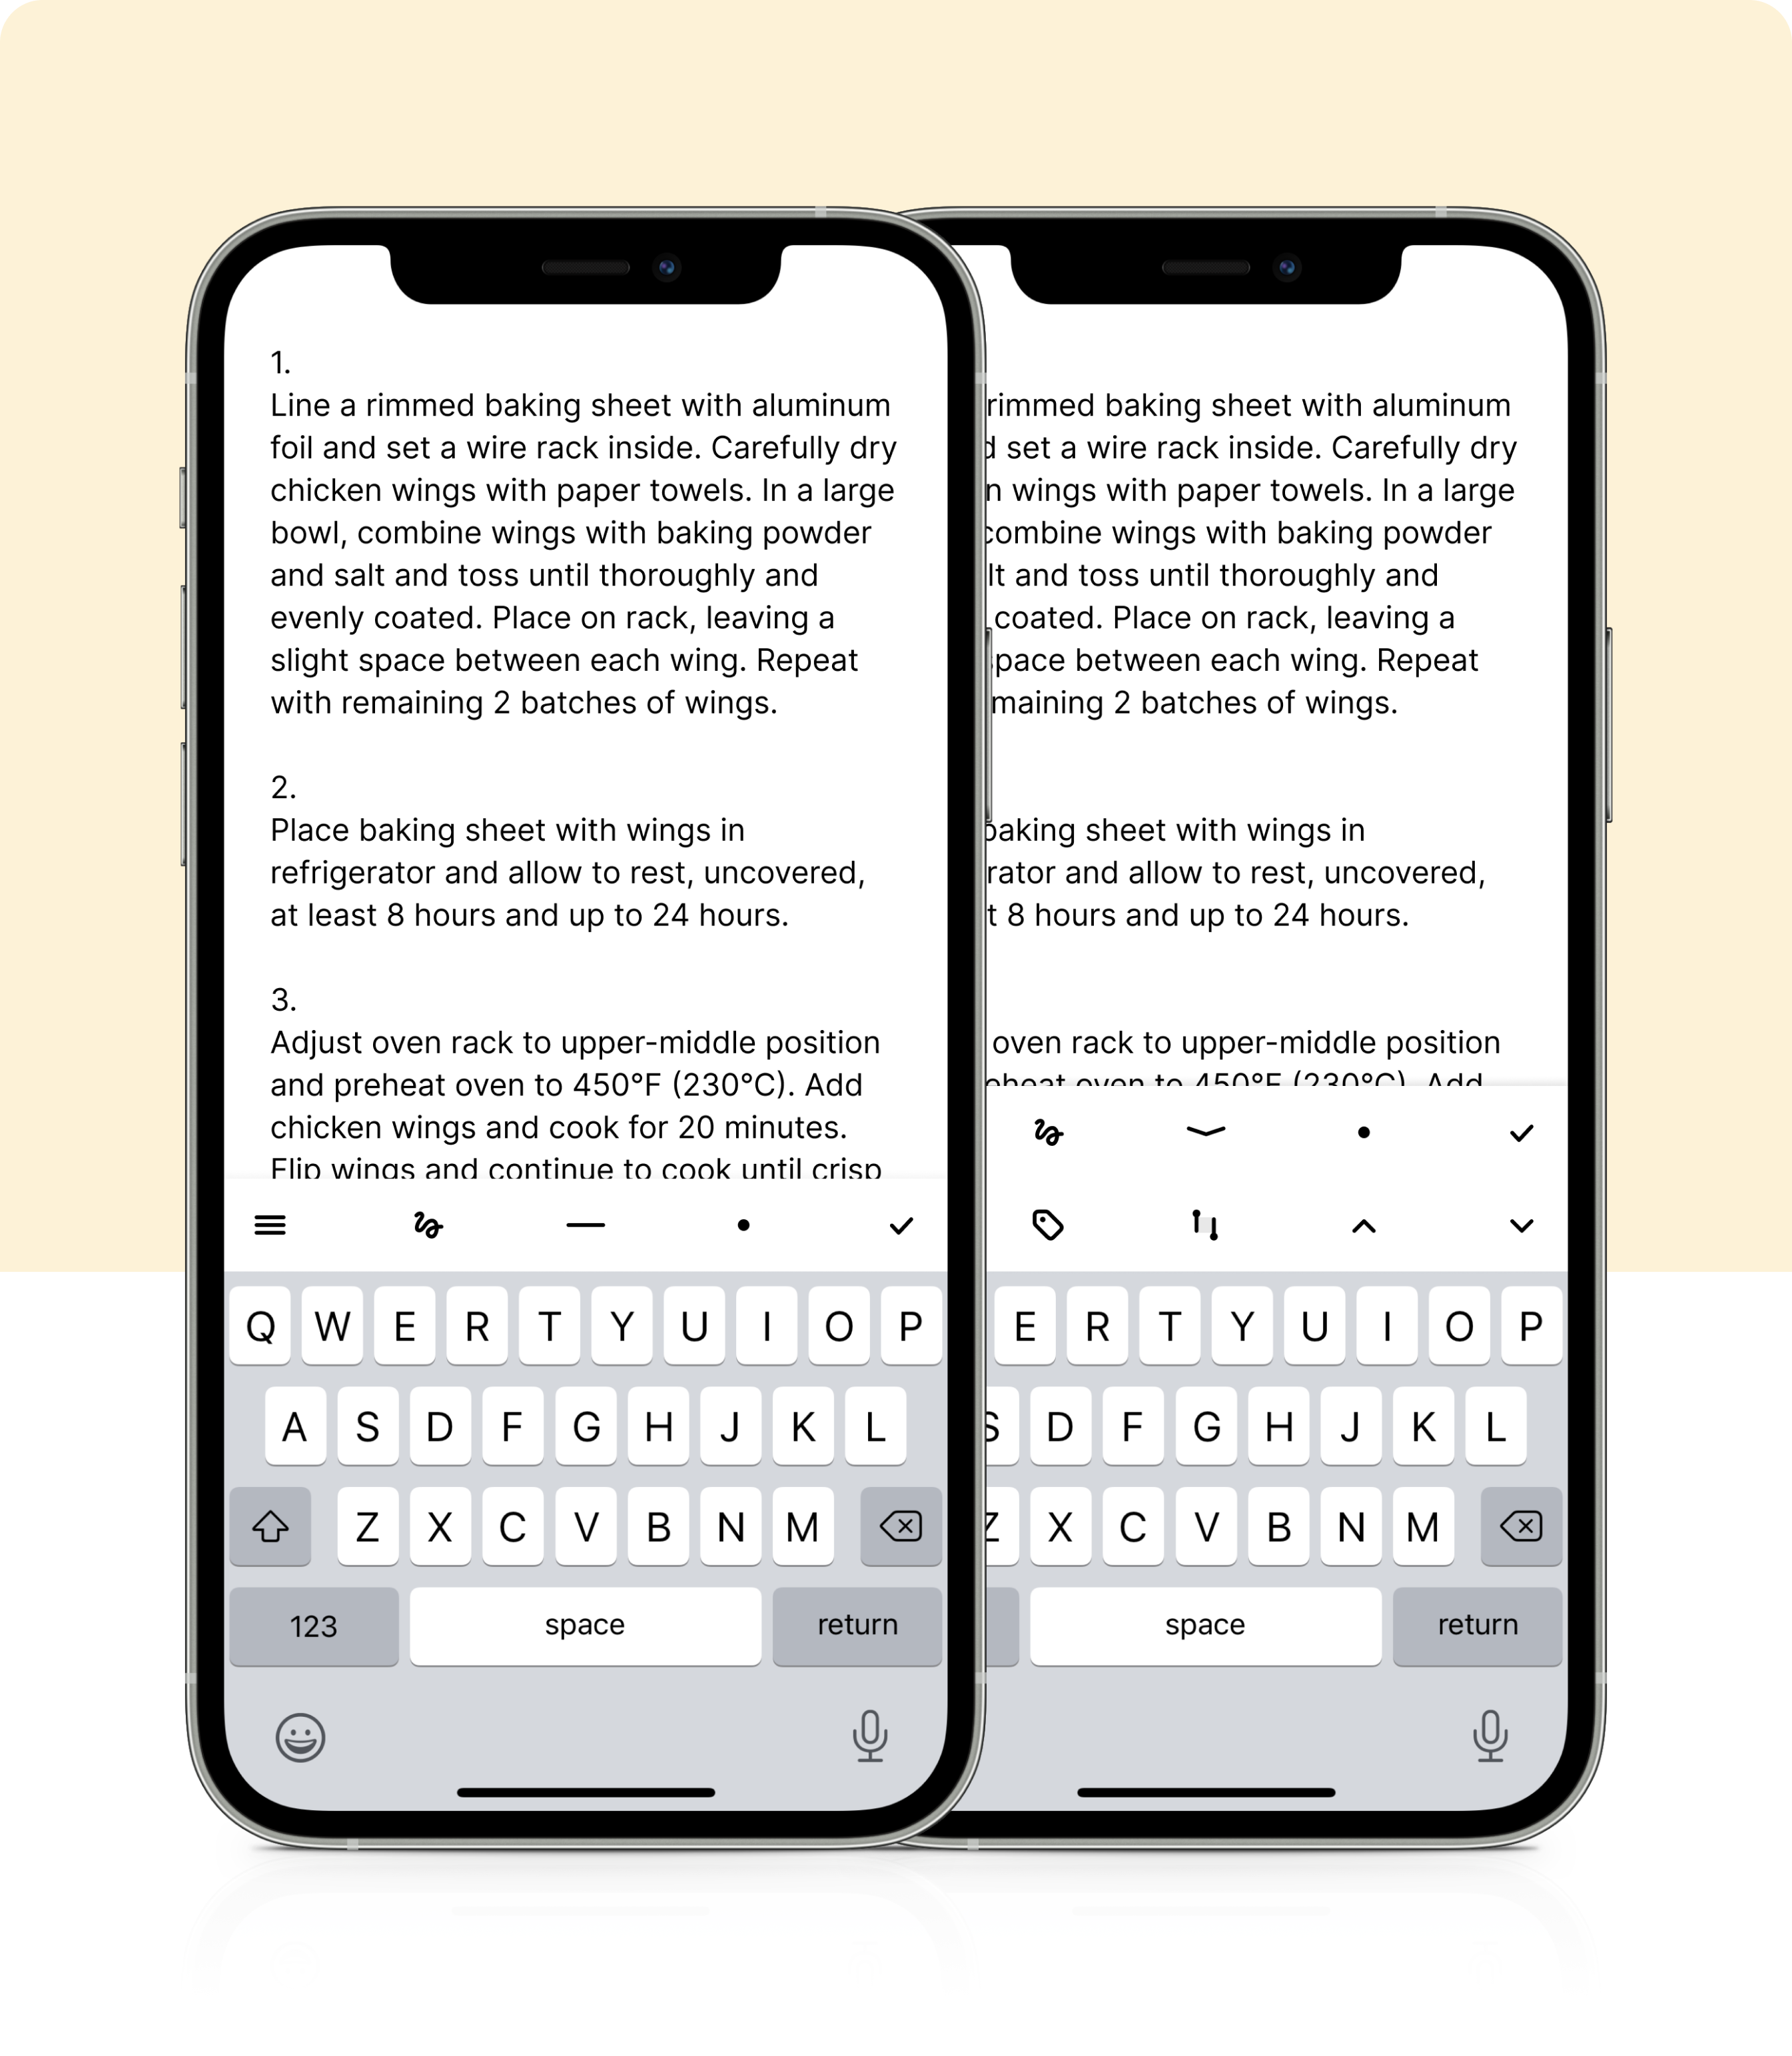 1.
Line a rimmed baking sheet with aluminum
foil and set a wire rack inside. Carefully dry
chicken wings with paper towels. In a large
bowl, combine wings with baking powder
and salt and toss until thoroughly and
evenly coated. Place on rack, leaving a
slight space between each wing. Repeat
with remaining 2 batches of wings.
2.
Place baking sheet with wings in
refrigerator and allow to rest, uncovered,
at least 8 hours and up to 24 hours.
3.
Adjust oven rack to upper-middle position
and preheat oven to 450°F (230°C). Add
chicken wings and cook for 20 minutes.
Flip wings and continue to cook until crisp
Q W E R T Y U I O P
A S D F G H J K L
Z X C V B N M
123 space return
rimmed baking sheet with aluminum
set a wire rack inside. Carefully dry
wings with paper towels. In a large
combine wings with baking powder
and toss until thoroughly and
coated. Place on rack, leaving a
space between each wing. Repeat
2 batches of wings.
baking sheet with wings in
and allow to rest, uncovered,
8 hours and up to 24 hours.
oven rack to upper-middle position
oven to 450°F (230°C). Add
E R T Y U I O P
S D F G H J K L
Z X C V B N M
space return